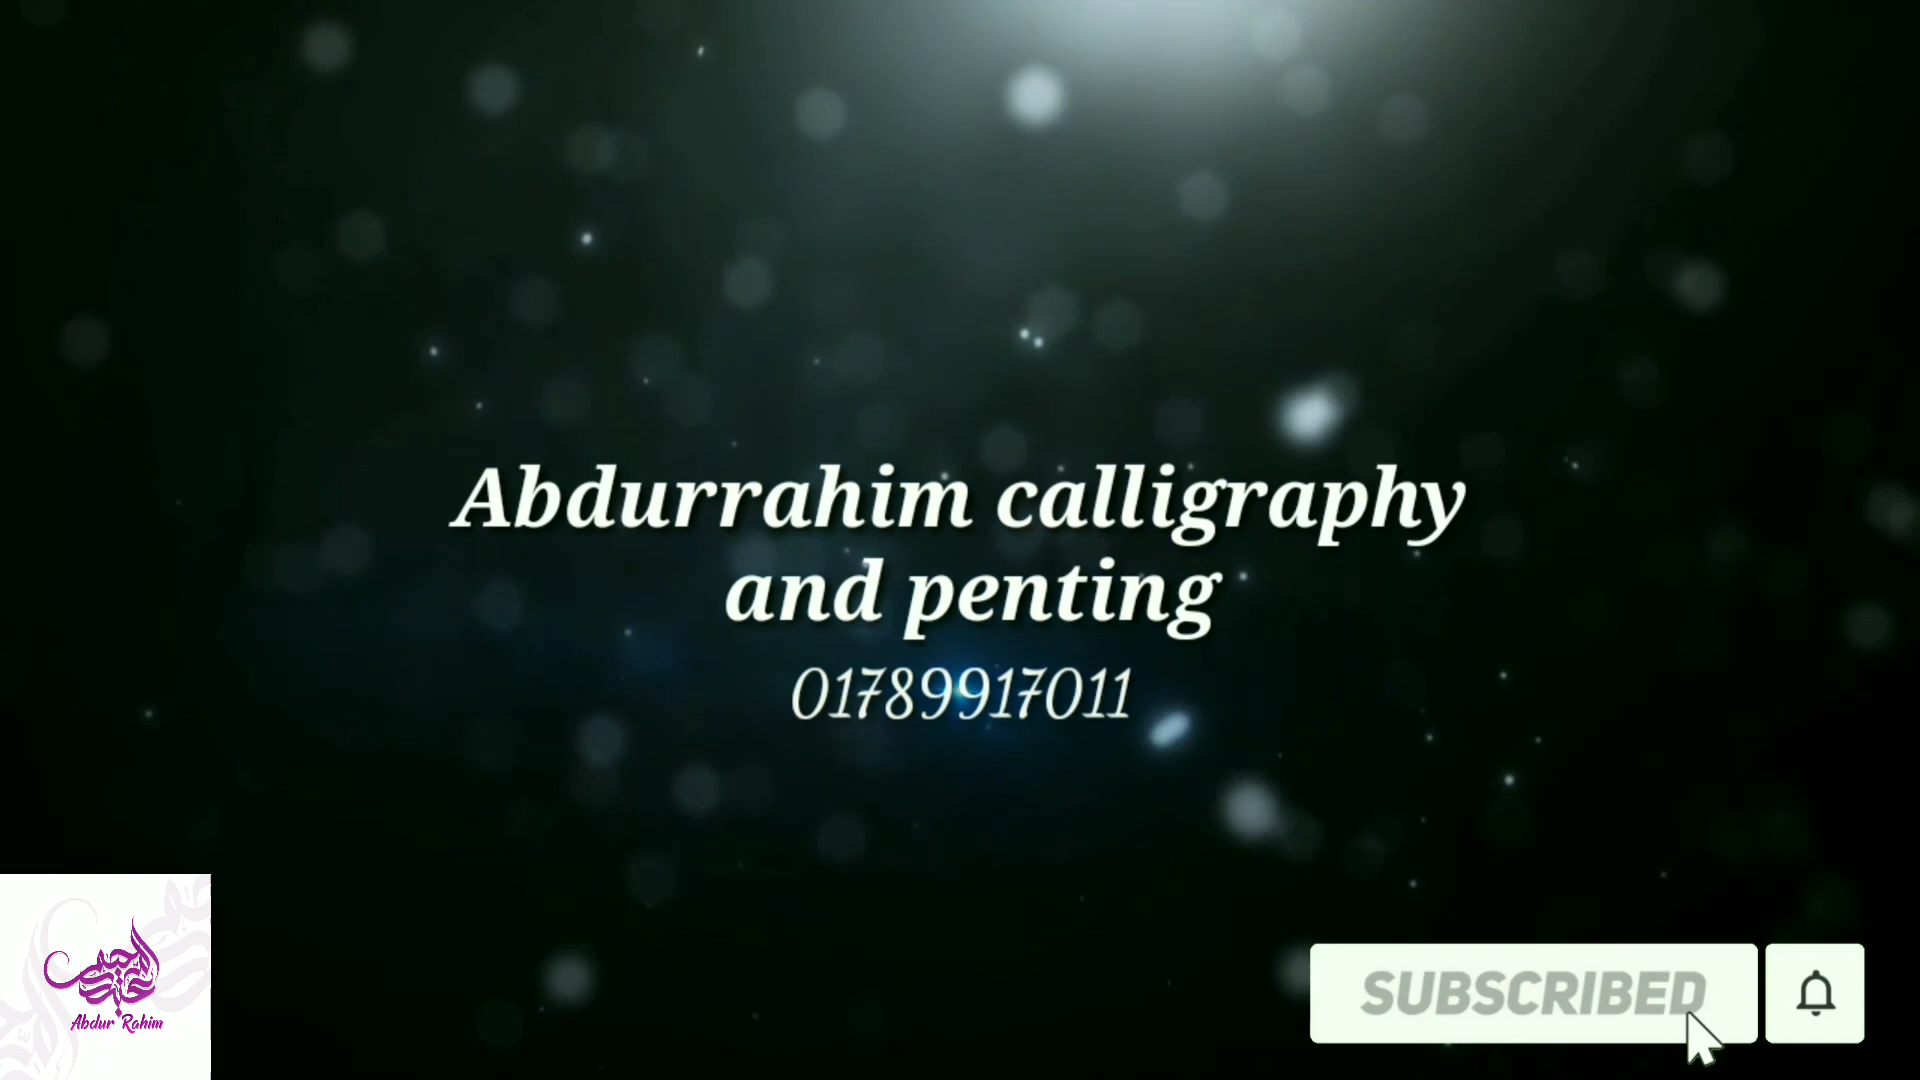 Abdurrahim calligraphy
and penting
01789917011
Abdur Rahim
SUBSCRIBED